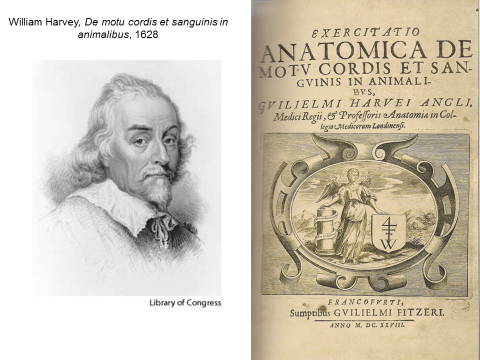 William Harvey, De motu cordis et sanguinis in
animalibus, 1628
Library of Congress
EXERCITATIO
ANATOMICA DE
MOTV CORDIS ET SAN-
GVINIS IN ANIMALI-
BVS,
GVILIELMI HARVEI ANGLI,
Medici Regii, & Professoris Anatomiæ in Col-
legio Medicorum Londinensi.
FRANCOFVRTI,
Sumptibus GVILIELMI FITZERI.
ANNO M. DC. XXVIII.